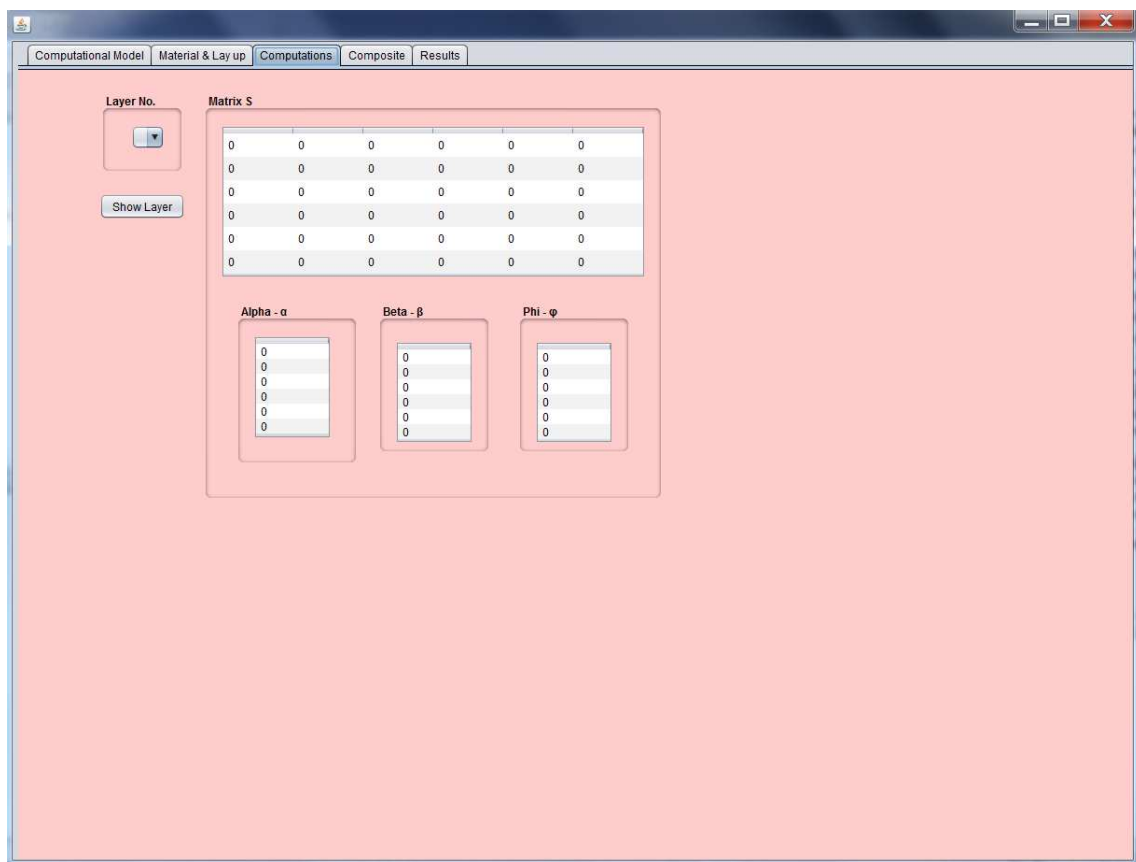 Computational Model Material & Lay up Computations Composite Results
Layer No. Matrix S
0 0 0 0 0 0
0 0 0 0 0 0
0 0 0 0 0 0
Show Layer
0 0 0 0 0 0
0 0 0 0 0 0
0 0 0 0 0 0
Alpha - α Beta - β Phi - φ
0 0 0
0 0 0
0 0 0
0 0 0
0 0 0
0 0 0